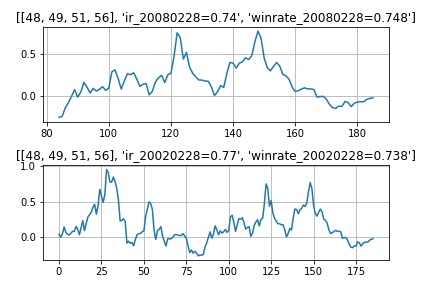 [[48, 49, 51, 56], 'ir_20080228=0.74', 'winrate_20080228=0.748']
0.5
0.0
80 100 120 140 160 180
[[48, 49, 51, 56], 'ir_20020228=0.77', 'winrate_20020228=0.738']
1.0
0.5
0.0
0 25 50 75 100 125 150 175